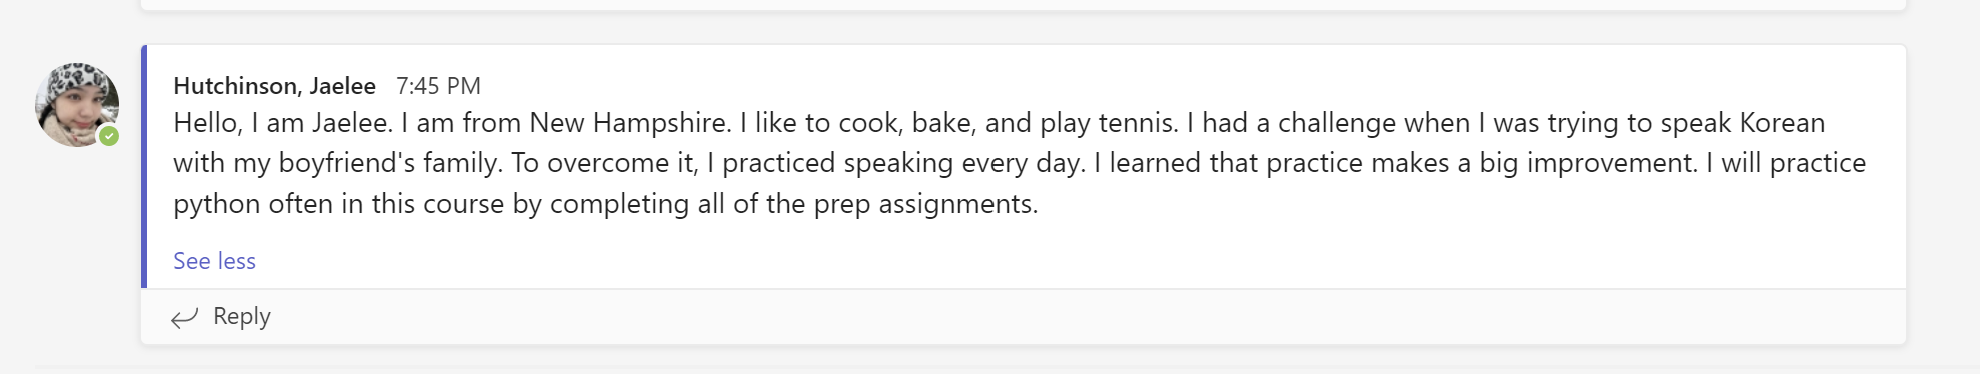 Hutchinson, Jaelee 7:45 PM
Hello, I am Jaelee. I am from New Hampshire. I like to cook, bake, and play tennis. I had a challenge when I was trying to speak Korean
with my boyfriend's family. To overcome it, I practiced speaking every day. I learned that practice makes a big improvement. I will practice
python often in this course by completing all of the prep assignments.
See less
Reply